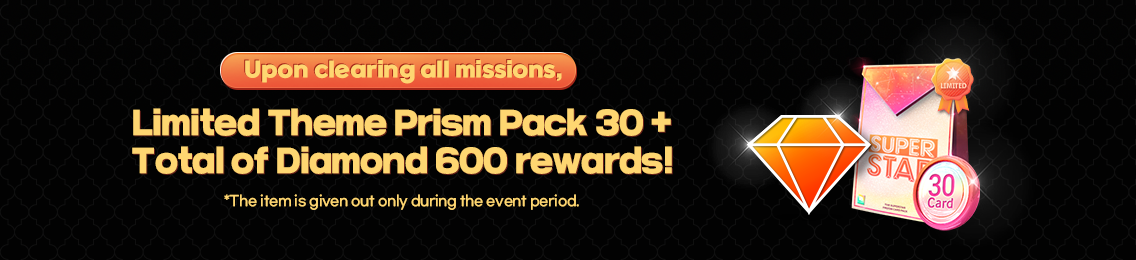 Upon clearing all missions,
Limited Theme Prism Pack 30 +
Total of Diamond 600 rewards!
*The item is given out only during the event period.
LIMITED
SUPER
STAR
30
Card